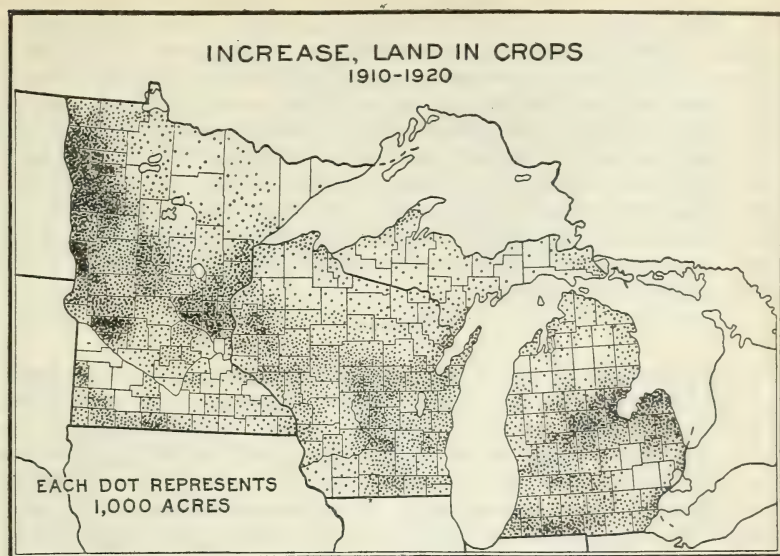 INCREASE, LAND IN CROPS
1910-1920
EACH DOT REPRESENTS
1,000 ACRES